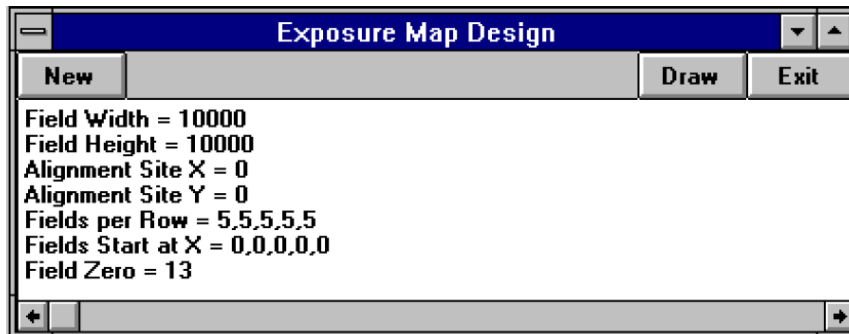 Exposure Map Design
New Draw Exit
Field Width = 10000
Field Height = 10000
Alignment Site X = 0
Alignment Site Y = 0
Fields per Row = 5,5,5,5,5
Fields Start at X = 0,0,0,0,0
Field Zero = 13